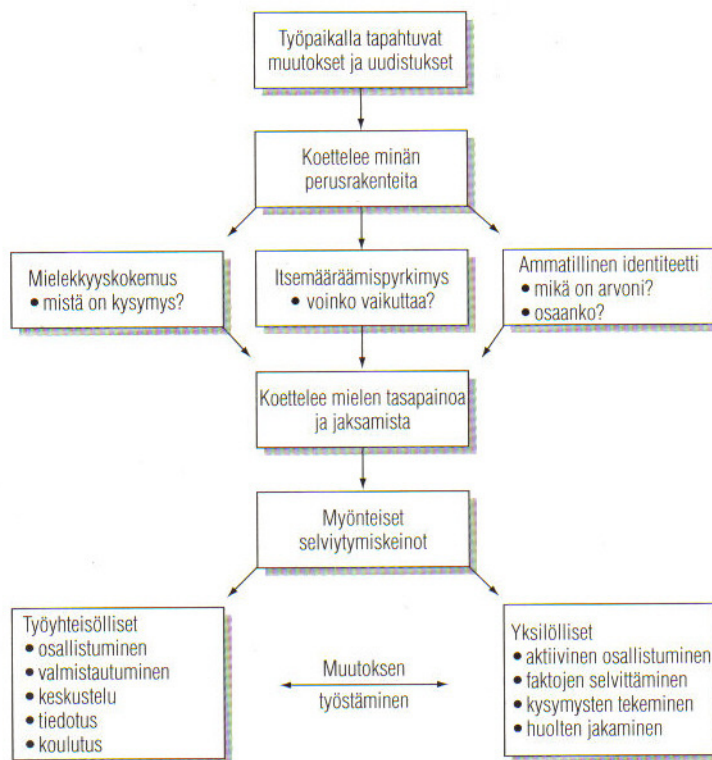 Työpaikalla tapahtuvat
muutokset ja uudistukset
Koettelee minän
perusrakenteita
Mielekkyyskokemus
• mistä on kysymys?
Itsemääräämispyrkimys
• voinko vaikuttaa?
Ammatillinen identiteetti
• mikä on arvoni?
• osaanko?
Koettelee mielen tasapainoa
ja jaksamista
Myönteiset
selviytymiskeinot
Työyhteisölliset
• osallistuminen
• valmistautuminen
• keskustelu
• tiedotus
• koulutus
Muutoksen
työstäminen
Yksilölliset
• aktiivinen osallistuminen
• faktojen selvittäminen
• kysymysten tekeminen
• huolten jakaminen